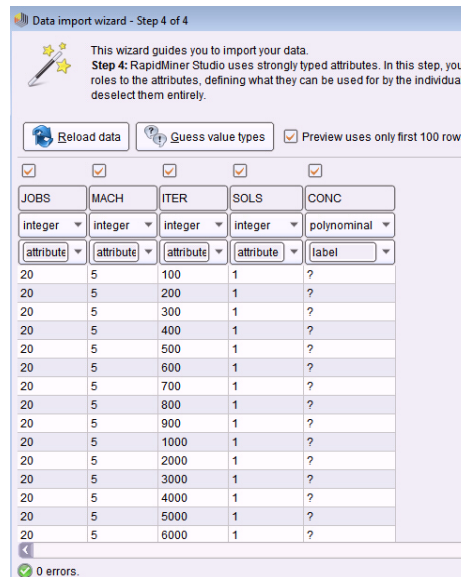 Data import wizard - Step 4 of 4
This wizard guides you to import your data.
Step 4: RapidMiner Studio uses strongly typed attributes. In this step, you
roles to the attributes, defining what they can be used for by the individua
deselect them entirely.
Reload data Guess value types Preview uses only first 100 row
JOBS MACH ITER SOLS CONC
integer integer integer integer polynominal
attribute attribute attribute attribute label
20 5 100 1 ?
20 5 200 1 ?
20 5 300 1 ?
20 5 400 1 ?
20 5 500 1 ?
20 5 600 1 ?
20 5 700 1 ?
20 5 800 1 ?
20 5 900 1 ?
20 5 1000 1 ?
20 5 2000 1 ?
20 5 3000 1 ?
20 5 4000 1 ?
20 5 5000 1 ?
20 5 6000 1 ?
0 errors.